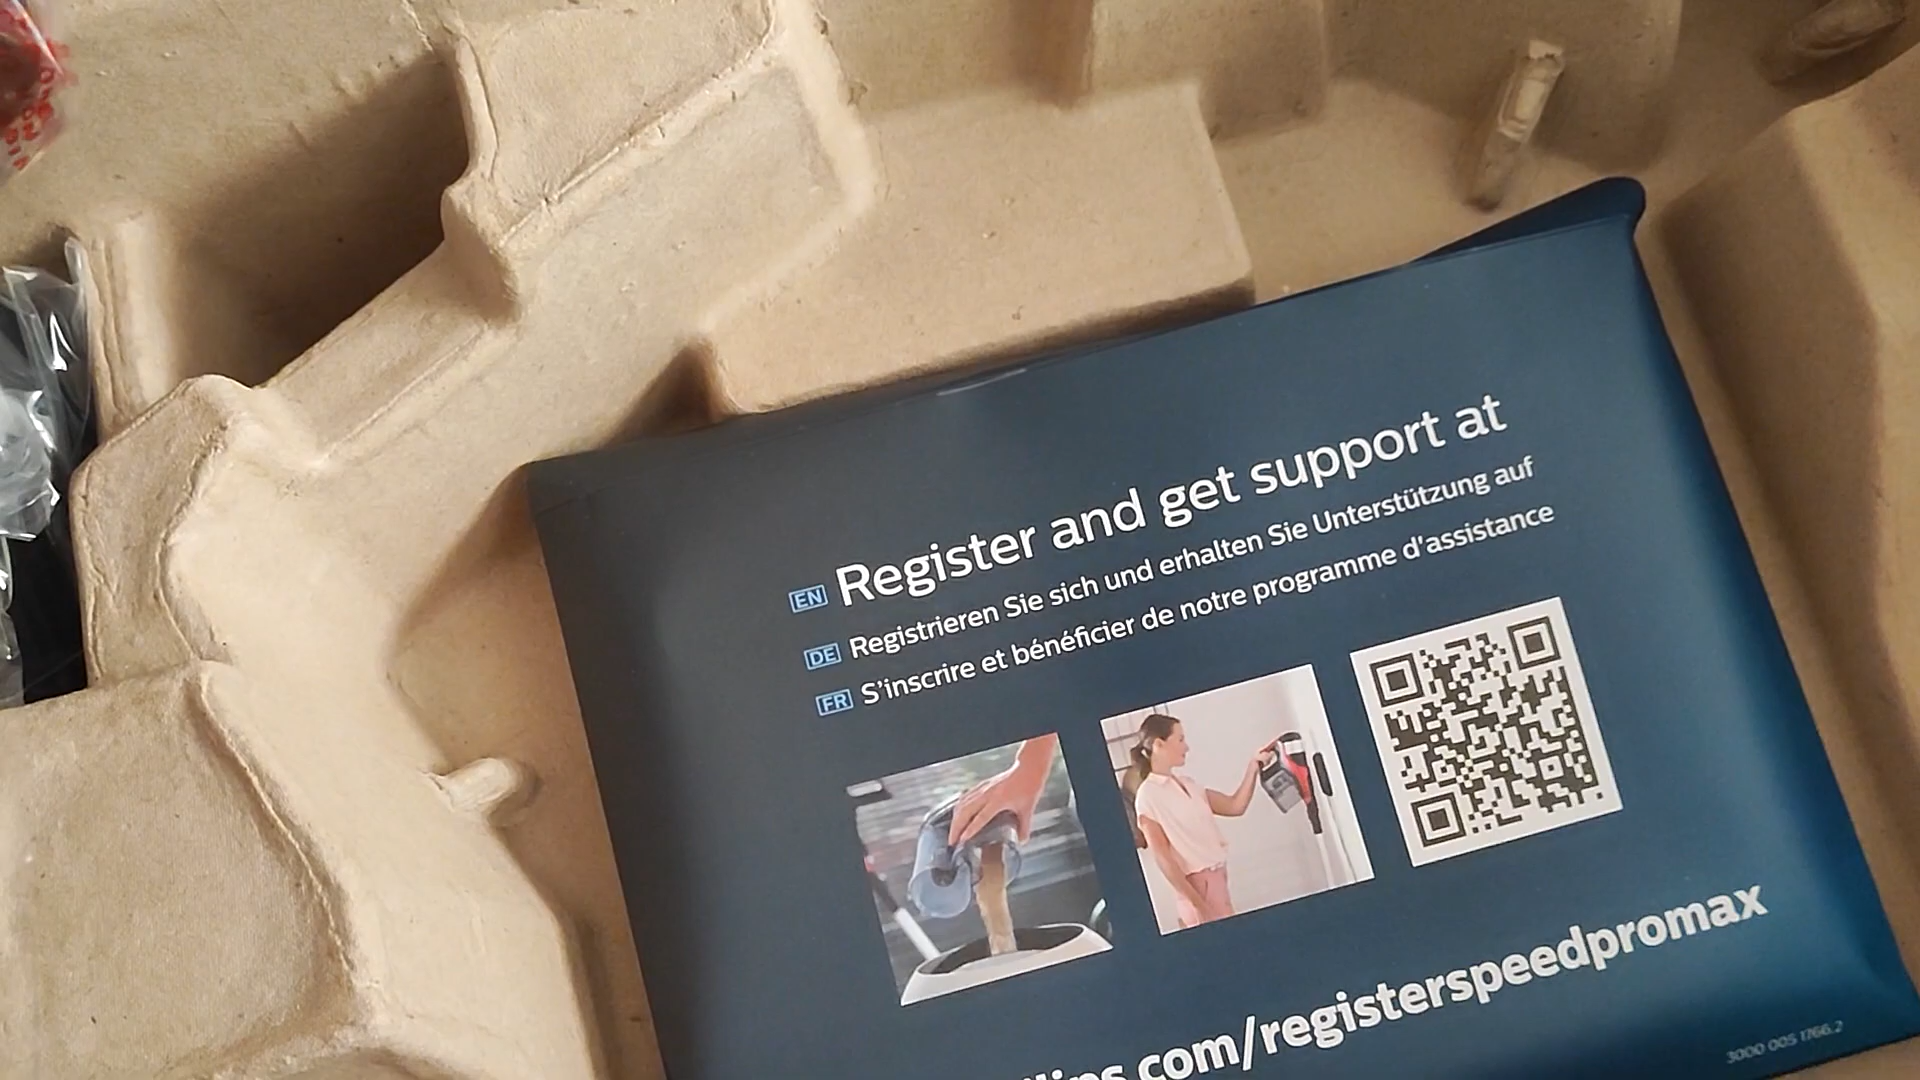 EN Register and get support at
DE Registrieren Sie sich und erhalten Sie Unterstützung auf
FR S'inscrire et bénéficier de notre programme d'assistance
lips.com/registerspeedpromax
3000 005 1766.2